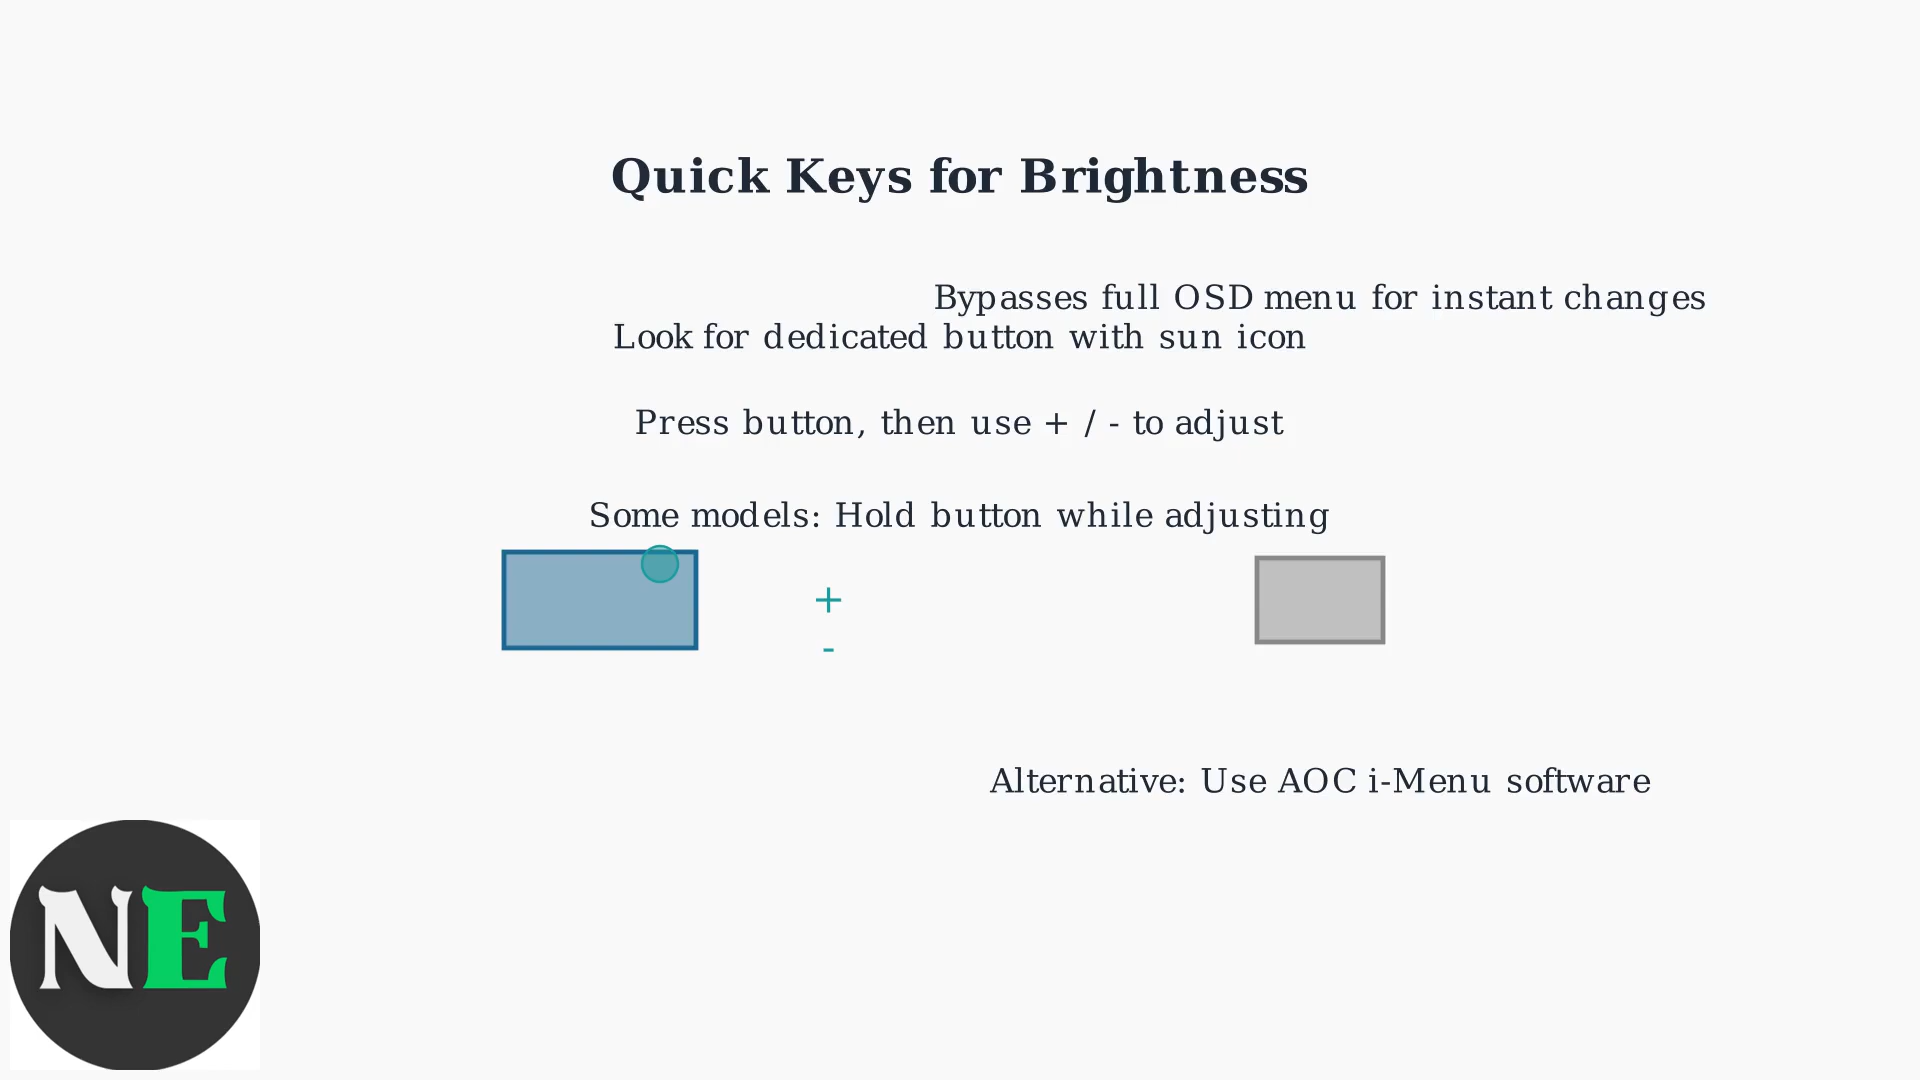 Quick Keys for Brightness
Bypasses full OSD menu for instant changes
Look for dedicated button with sun icon
Press button, then use + / - to adjust
Some models: Hold button while adjusting
+
-
Alternative: Use AOC i-Menu software
NE